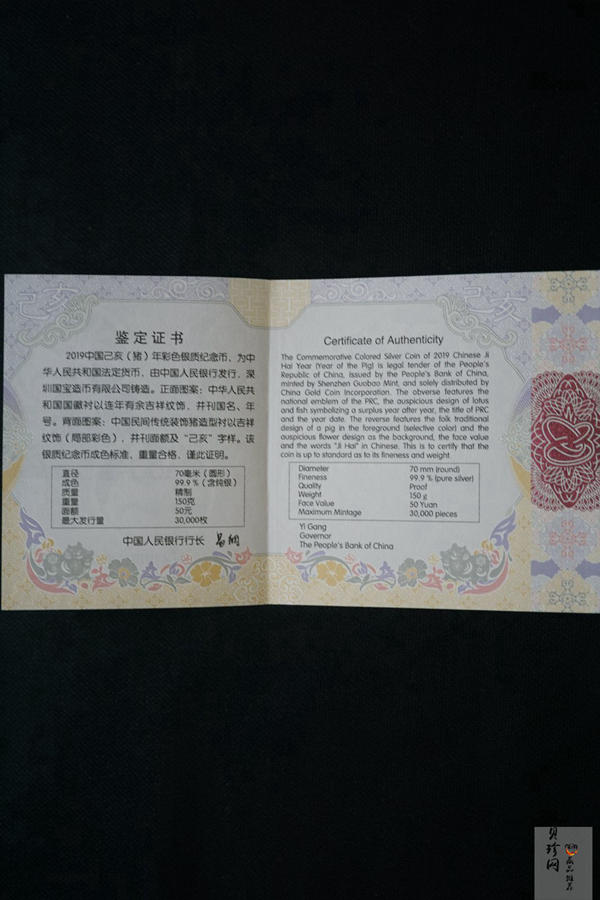 鉴定证书
2019中国己亥（猪）年彩色银质纪念币，为中
华人民共和国法定货币，由中国人民银行发行，深
圳国宝造币有限公司铸造。正面图案：中华人民共
和国国徽衬以连年有余吉祥纹饰，并刊国名、年
号。背面图案：中国民间传统装饰猪造型衬以吉祥
纹饰（局部彩色），并刊面额及“己亥”字样。该
银质纪念币成色标准、重量合格，谨此证明。
直径 70毫米（圆形）
成色 99.9％（含纯银）
质量 精制
重量 150克
面额 50元
最大发行量 30,000枚
中国人民银行行长 易纲
Certificate of Authenticity
The Commemorative Colored Silver Coin of 2019 Chinese Ji
Hai Year (Year of the Pig) is legal tender of the People's
Republic of China, issued by the People's Bank of China,
minted by Shenzhen Guobao Mint, and solely distributed by
China Gold Coin Incorporation. The obverse features the
national emblem of the PRC, the auspicious design of lotus
and fish symbolizing a surplus year after year, the title of PRC
and the year date. The reverse features the folk traditional
design of a pig in the foreground (selective color) and the
auspicious flower design as the background, the face value
and the words "Ji Hai" in Chinese. This is to certify that the
coin is up to standard as to its fineness and weight.
Diameter 70 mm (round)
Fineness 99.9 % (pure silver)
Quality Proof
Weight 150 g
Face Value 50 Yuan
Maximum Mintage 30,000 pieces
Yi Gang
Governor
The People's Bank of China
己亥
己亥
贝珍网
藏品推荐